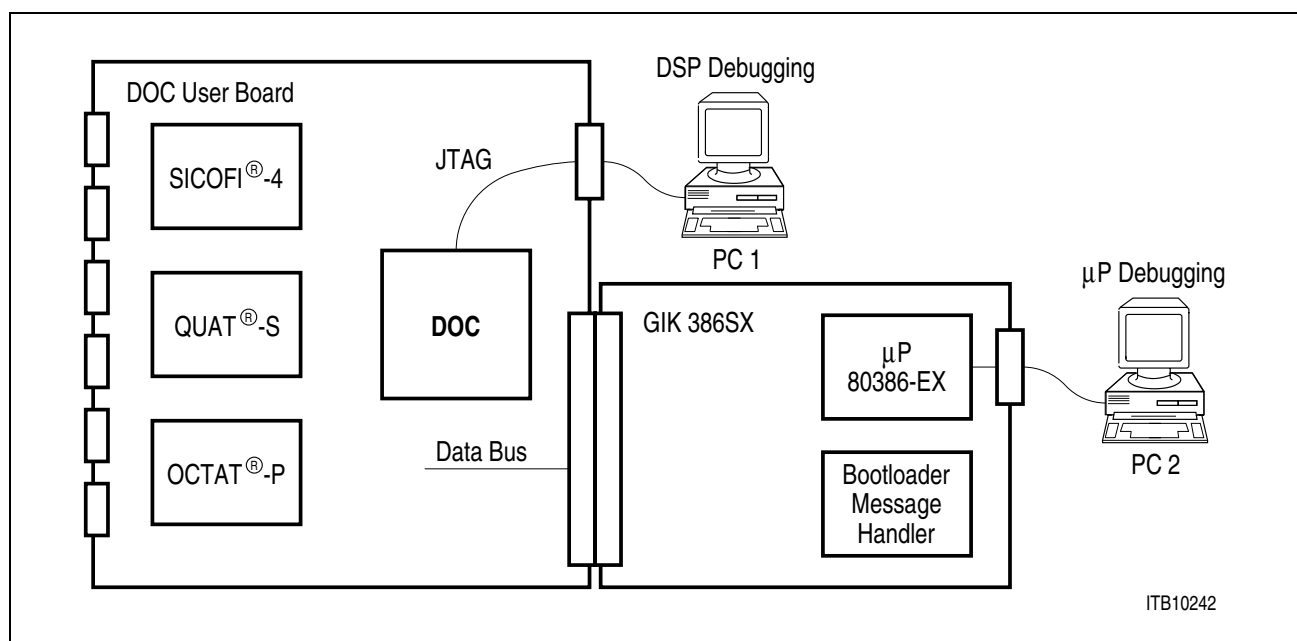 DSP Debugging
DOC User Board
SICOFI®-4
JTAG
PC 1
µP Debugging
QUAT®-S
DOC
GIK 386SX
µP
80386-EX
Data Bus
OCTAT®-P
Bootloader
Message
Handler
PC 2
ITB10242